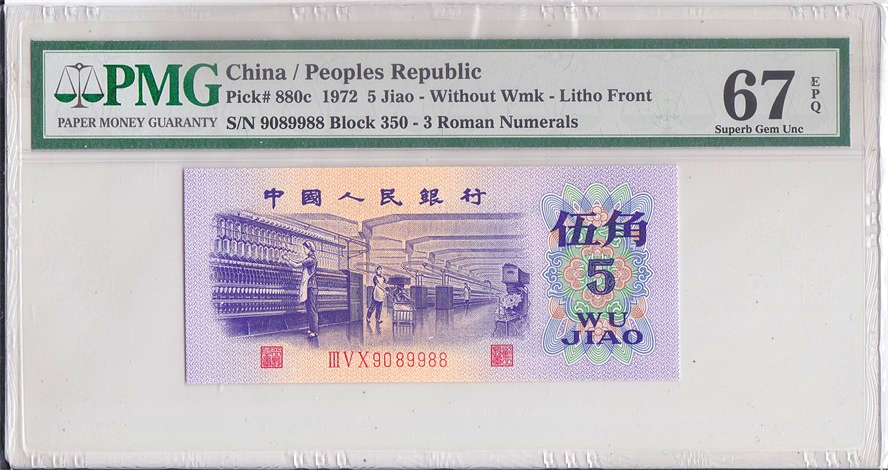 PMG
PAPER MONEY GUARANTY
China / Peoples Republic
Pick# 880c 1972 5 Jiao - Without Wmk - Litho Front
S/N 9089988 Block 350 - 3 Roman Numerals
67
EPQ
Superb Gem Unc
中國人民銀行
伍角
5
WU
JIAO
III V X 9089988